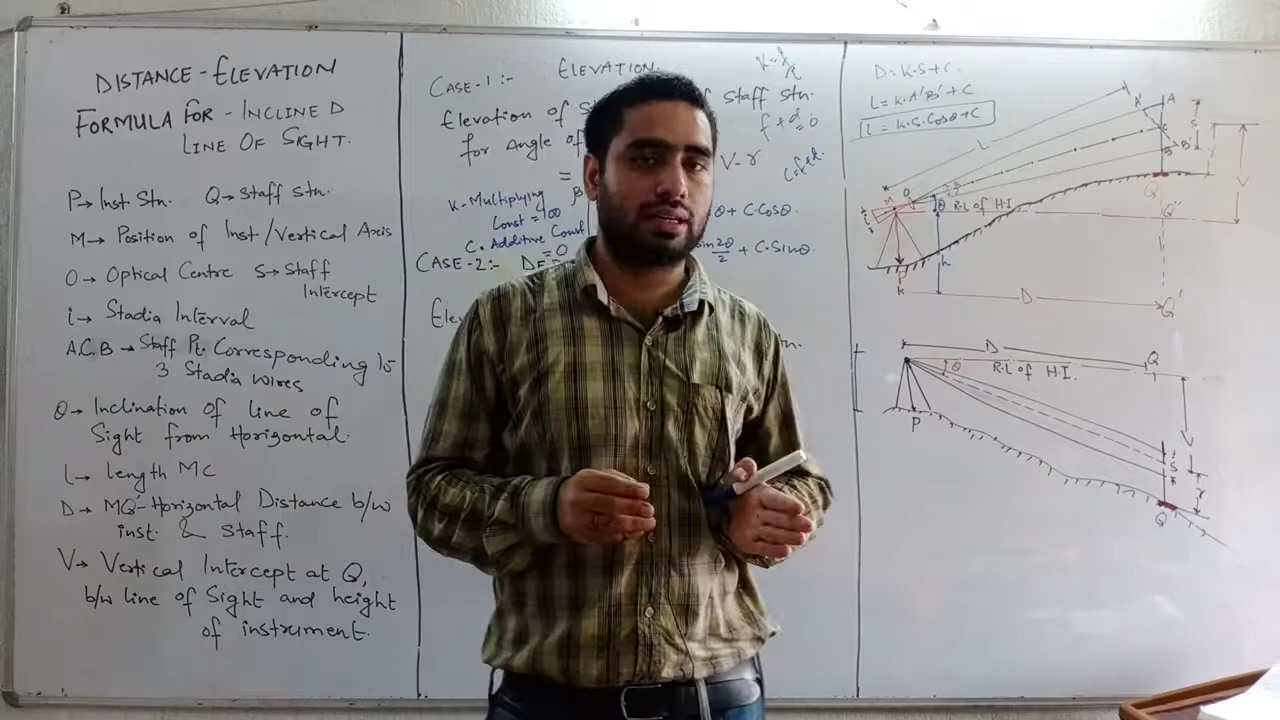 DISTANCE - ELEVATION
FORMULA FOR - INCLINED
LINE OF SIGHT.
P→ Inst. Stn. Q→ Staff Stn.
M→ Position of Inst/Vertical Axis
O→ Optical Centre S→ Staff
Intercept
i→ Stadia Interval
A.C.B → Staff Pt. Corresponding to
3 Stadia wires
θ→ Inclination of line of
Sight from Horizontal.
L→ Length MC
D→ MQ'- Horizontal Distance b/w
inst. & Staff.
V→ Vertical Intercept at Q,
b/w line of Sight and height
of instrument.
CASE-1:- ELEVATION.
Elevation of Staff Stn.
for Angle of
= V-r
K- Multiplying
Const = 100
θ + C.Cosθ.
C. Additive Const
= 0
sin2θ/2 + C.Sinθ.
CASE-2:- DE
Elev
f + d = 0
D = K.S + C.
L = K.A'B' + C
L = K.S.Cosθ + C
A' A
L
C
S
B B'
O
M
θ R.L of H.I
Q
Q''
V
P
h
D
Q'
D
Q
θ R.L of H.I.
P
V
S
r
Q